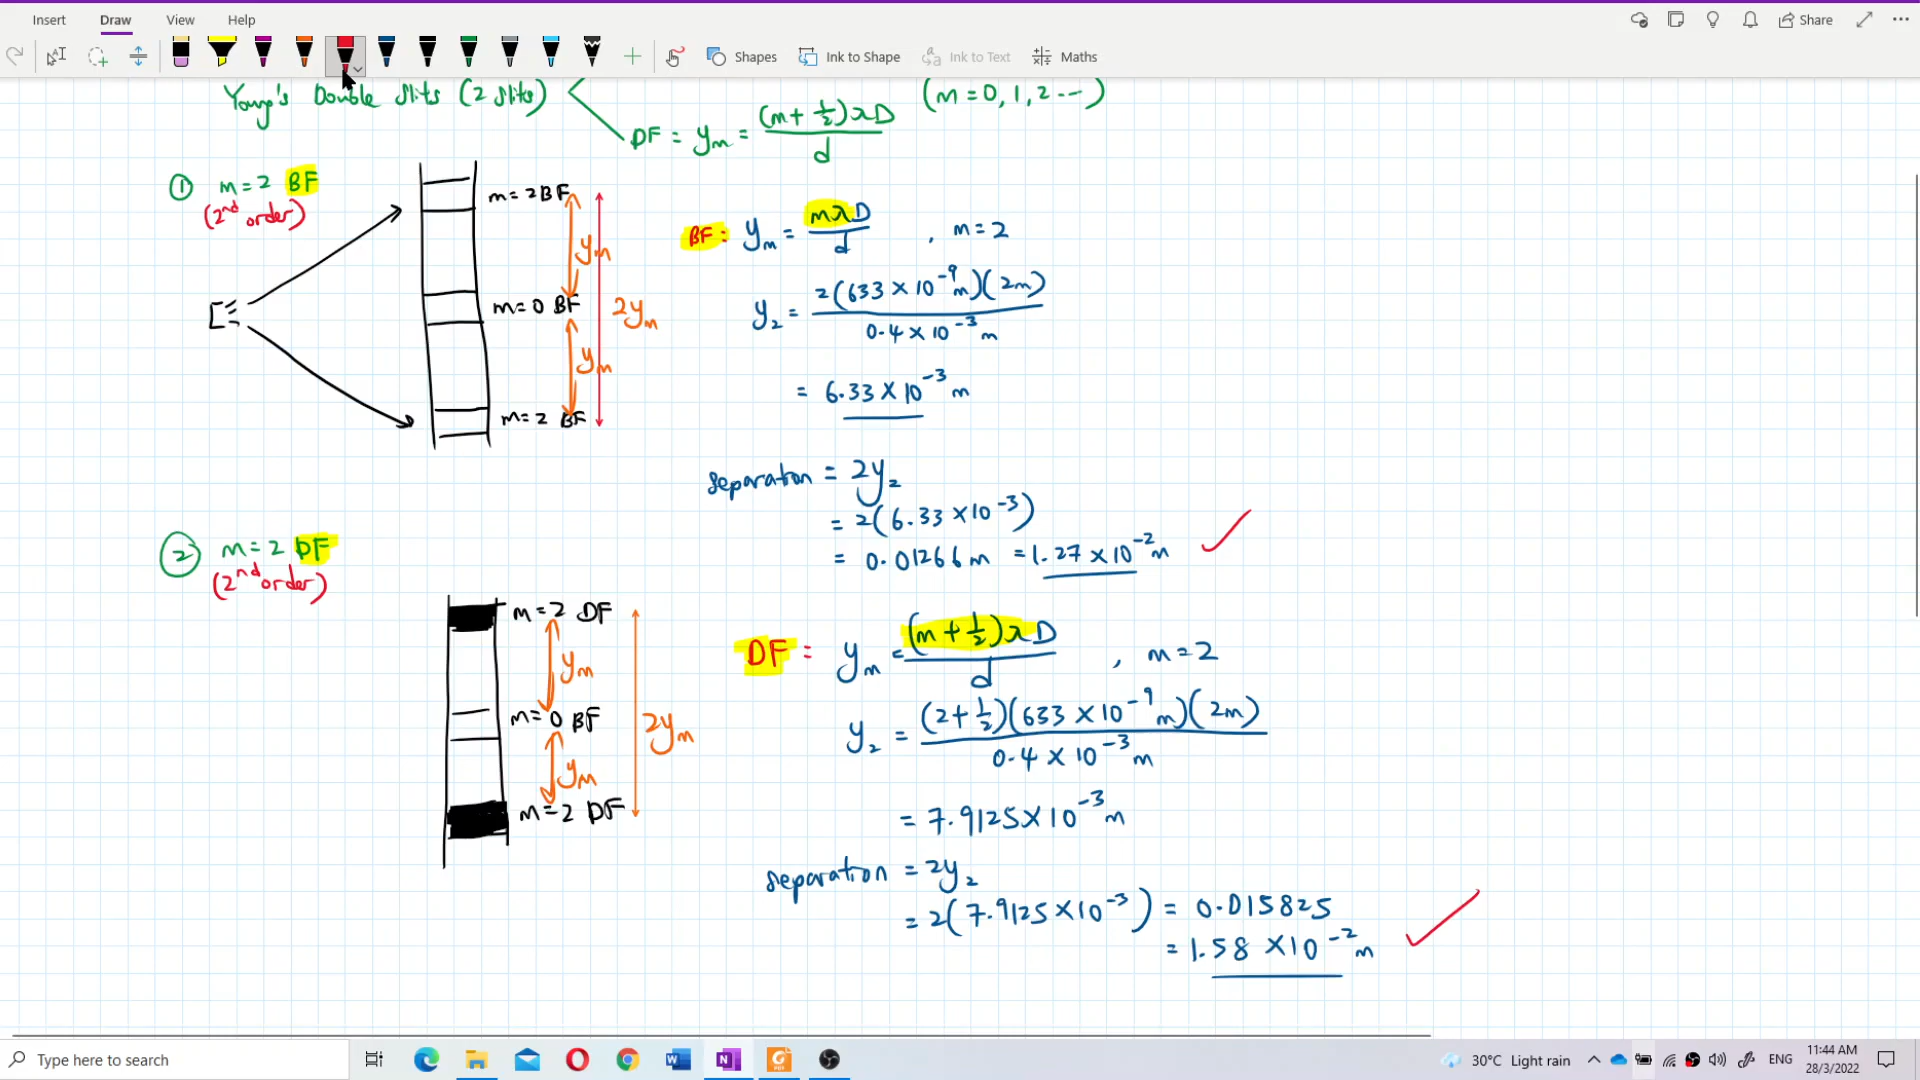 Insert Draw View Help
Share
Shapes Ink to Shape Ink to Text Maths
Young's Double slits (2 slits)
(m = 0, 1, 2 ---)
DF = ym = (m + 1/2)λD / d
① m = 2 BF
(2nd order)
m = 2 BF
ym
m = 0 BF
2ym
ym
m = 2 BF
BF: ym = mλD / d , m = 2
y2 = 2(633 × 10⁻⁹ m)(2m) / 0.4 × 10⁻³ m
= 6.33 × 10⁻³ m
separation = 2y2
= 2(6.33 × 10⁻³)
= 0.01266 m = 1.27 × 10⁻² m
② m = 2 DF
(2nd order)
m = 2 DF
ym
m = 0 BF
2ym
ym
m = 2 DF
DF: ym = (m + 1/2)λD / d , m = 2
y2 = (2 + 1/2)(633 × 10⁻⁹ m)(2m) / 0.4 × 10⁻³ m
= 7.9125 × 10⁻³ m
separation = 2y2
= 2(7.9125 × 10⁻³) = 0.015825
= 1.58 × 10⁻² m
Type here to search
30°C Light rain
ENG
11:44 AM
28/3/2022